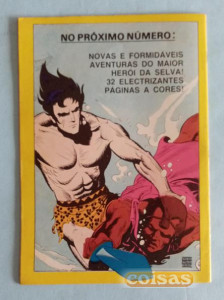 NO PRÓXIMO NÚMERO:
NOVAS E FORMIDÁVEIS
AVENTURAS DO MAIOR
HERÓI DA SELVA!
32 ELECTRIZANTES
PÁGINAS A CORES!
coisas